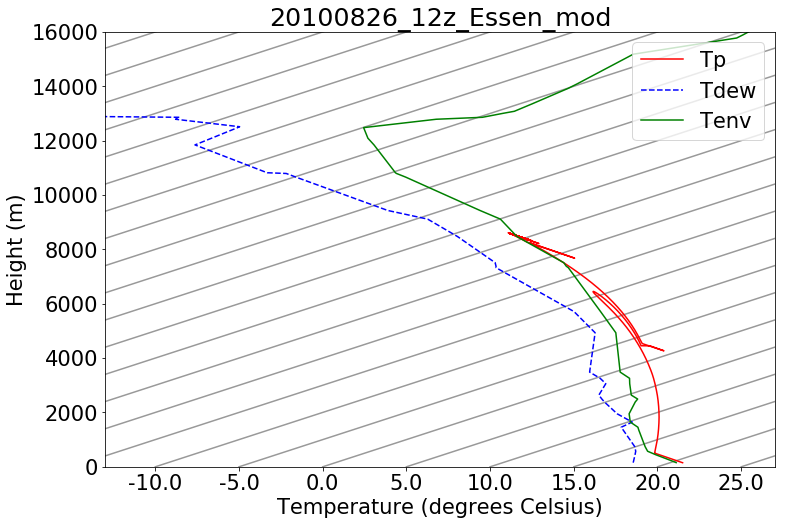 20100826_12z_Essen_mod
16000
14000
12000
10000
8000
6000
4000
2000
0
Height (m)
Tp
Tdew
Tenv
-10.0 -5.0 0.0 5.0 10.0 15.0 20.0 25.0
Temperature (degrees Celsius)